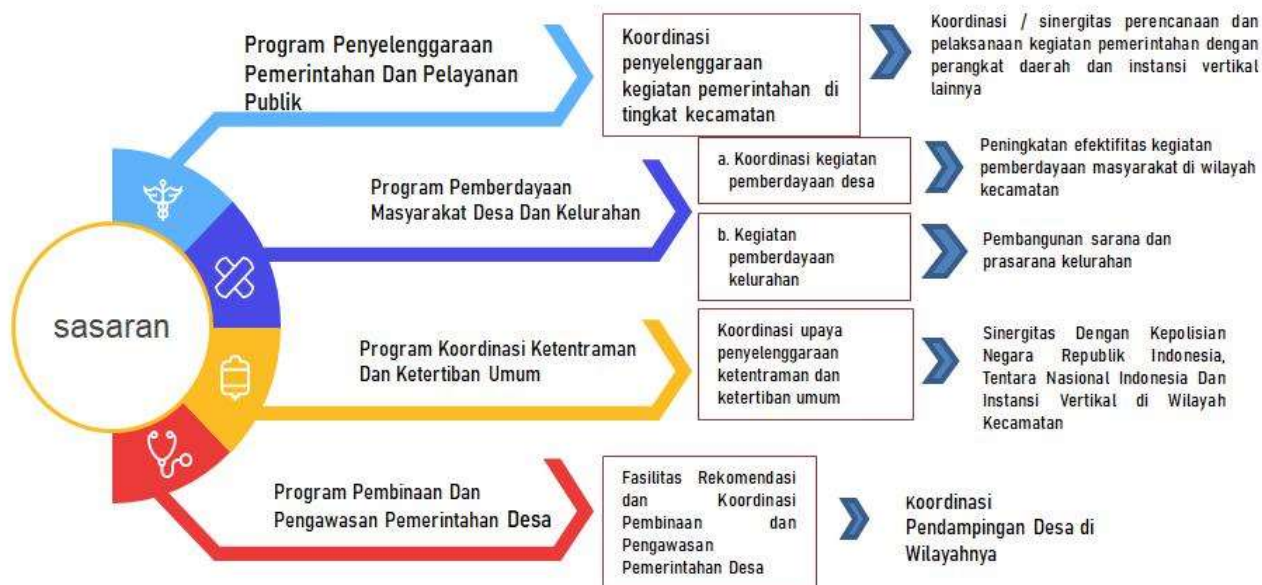 sasaran
Program Penyelenggaraan
Pemerintahan Dan Pelayanan
Publik
Koordinasi
penyelenggaraan
kegiatan pemerintahan di
tingkat kecamatan
Koordinasi / sinergitas perencanaan dan
pelaksanaan kegiatan pemerintahan dengan
perangkat daerah dan instansi vertikal
lainnya
Program Pemberdayaan
Masyarakat Desa Dan Kelurahan
a. Koordinasi kegiatan
pemberdayaan desa
Peningkatan efektifitas kegiatan
pemberdayaan masyarakat di wilayah
kecamatan
b. Kegiatan
pemberdayaan
kelurahan
Pembangunan sarana dan
prasarana kelurahan
Program Koordinasi Ketentraman
Dan Ketertiban Umum
Koordinasi upaya
penyelenggaraan
ketentraman dan
ketertiban umum
Sinergitas Dengan Kepolisian
Negara Republik Indonesia,
Tentara Nasional Indonesia Dan
Instansi Vertikal di Wilayah
Kecamatan
Program Pembinaan Dan
Pengawasan Pemerintahan Desa
Fasilitas Rekomendasi
dan Koordinasi
Pembinaan dan
Pengawasan
Pemerintahan Desa
Koordinasi
Pendampingan Desa di
Wilayahnya